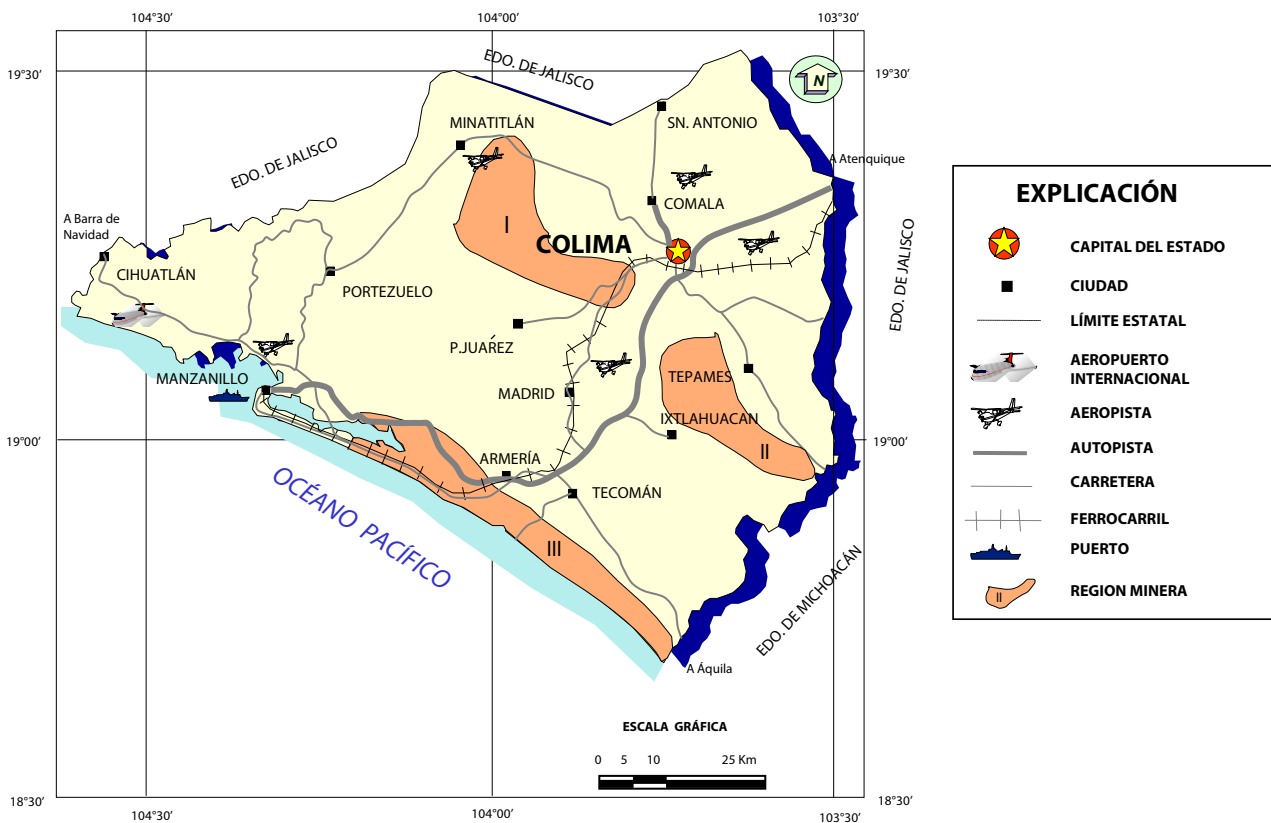 104°30′
104°00′
103°30′
19°30′
19°30′
EDO. DE JALISCO
N
MINATITLÁN
SN. ANTONIO
A Atenquique
EDO. DE JALISCO
COMALA
A Barra de
Navidad
I
COLIMA
CIHUATLÁN
PORTEZUELO
EDO. DE JALISCO
P.JUAŔEZ
MANZANILLO
MADRID
TEPAMES
IXTLAHUACÁN
19°00′
19°00′
II
ARMERÍA
TECOMÁN
OCÉANO PACÍFICO
III
EDO. DE MICHOACÁN
A Áquila
ESCALA GRÁFICA
0 5 10 25 Km
18°30′
18°30′
104°30′
104°00′
103°30′
EXPLICACIÓN
CAPITAL DEL ESTADO
CIUDAD
LÍMITE ESTATAL
AEROPUERTO
INTERNACIONAL
AEROPISTA
AUTOPISTA
CARRETERA
FERROCARRIL
PUERTO
II
REGION MINERA